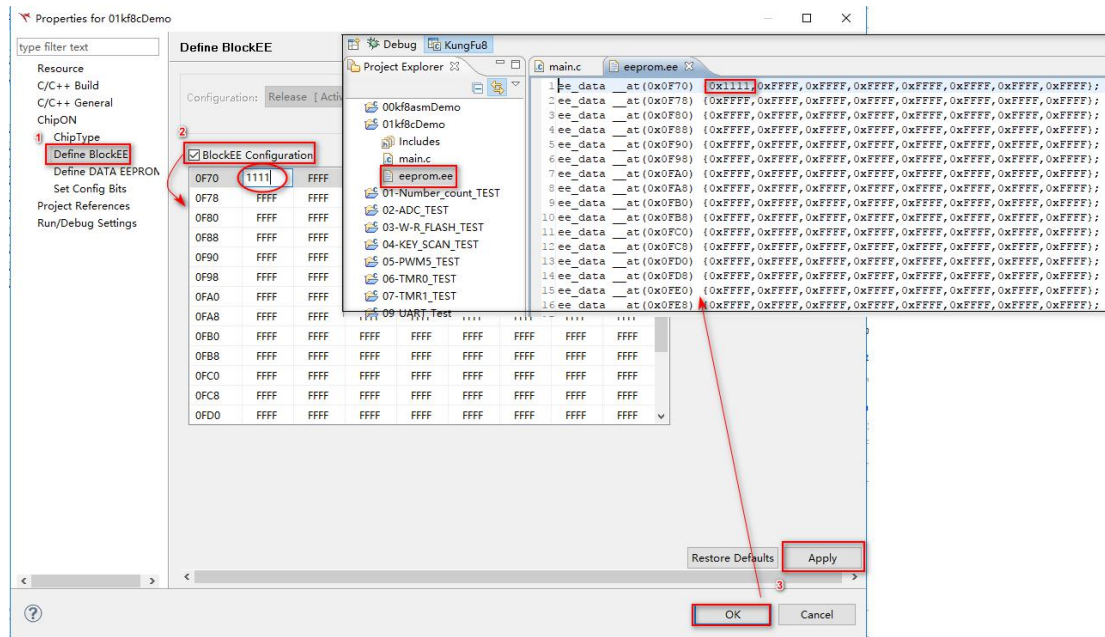 Properties for 01kf8cDemo
type filter text
Resource
C/C++ Build
C/C++ General
ChipON
1 ChipType
Define BlockEE
Define DATA EEPRON
Set Config Bits
Project References
Run/Debug Settings
Define BlockEE
Configuration: Release [ Activ
2
BlockEE Configuration
0F70 1111 FFFF
0F78 FFFF FFFF
0F80 FFFF FFFF
0F88 FFFF FFFF
0F90 FFFF FFFF
0F98 FFFF FFFF
0FA0 FFFF FFFF
0FA8 FFFF FFFF
0FB0 FFFF FFFF FFFF FFFF FFFF FFFF FFFF FFFF
0FB8 FFFF FFFF FFFF FFFF FFFF FFFF FFFF FFFF
0FC0 FFFF FFFF FFFF FFFF FFFF FFFF FFFF FFFF
0FC8 FFFF FFFF FFFF FFFF FFFF FFFF FFFF FFFF
0FD0 FFFF FFFF FFFF FFFF FFFF FFFF FFFF FFFF
Debug KungFu8
Project Explorer
00kf8asmDemo
01kf8cDemo
Includes
main.c
eeprom.ee
01-Number_count_TEST
02-ADC_TEST
03-W-R_FLASH_TEST
04-KEY_SCAN_TEST
05-PWM5_TEST
06-TMR0_TEST
07-TMR1_TEST
09 UART Test
main.c eeprom.ee
1 ee_data __at(0x0F70) {0x1111,0xFFFF,0xFFFF,0xFFFF,0xFFFF,0xFFFF,0xFFFF,0xFFFF};
2 ee_data __at(0x0F78) {0xFFFF,0xFFFF,0xFFFF,0xFFFF,0xFFFF,0xFFFF,0xFFFF,0xFFFF};
3 ee_data __at(0x0F80) {0xFFFF,0xFFFF,0xFFFF,0xFFFF,0xFFFF,0xFFFF,0xFFFF,0xFFFF};
4 ee_data __at(0x0F88) {0xFFFF,0xFFFF,0xFFFF,0xFFFF,0xFFFF,0xFFFF,0xFFFF,0xFFFF};
5 ee_data __at(0x0F90) {0xFFFF,0xFFFF,0xFFFF,0xFFFF,0xFFFF,0xFFFF,0xFFFF,0xFFFF};
6 ee_data __at(0x0F98) {0xFFFF,0xFFFF,0xFFFF,0xFFFF,0xFFFF,0xFFFF,0xFFFF,0xFFFF};
7 ee_data __at(0x0FA0) {0xFFFF,0xFFFF,0xFFFF,0xFFFF,0xFFFF,0xFFFF,0xFFFF,0xFFFF};
8 ee_data __at(0x0FA8) {0xFFFF,0xFFFF,0xFFFF,0xFFFF,0xFFFF,0xFFFF,0xFFFF,0xFFFF};
9 ee_data __at(0x0FB0) {0xFFFF,0xFFFF,0xFFFF,0xFFFF,0xFFFF,0xFFFF,0xFFFF,0xFFFF};
10 ee_data __at(0x0FB8) {0xFFFF,0xFFFF,0xFFFF,0xFFFF,0xFFFF,0xFFFF,0xFFFF,0xFFFF};
11 ee_data __at(0x0FC0) {0xFFFF,0xFFFF,0xFFFF,0xFFFF,0xFFFF,0xFFFF,0xFFFF,0xFFFF};
12 ee_data __at(0x0FC8) {0xFFFF,0xFFFF,0xFFFF,0xFFFF,0xFFFF,0xFFFF,0xFFFF,0xFFFF};
13 ee_data __at(0x0FD0) {0xFFFF,0xFFFF,0xFFFF,0xFFFF,0xFFFF,0xFFFF,0xFFFF,0xFFFF};
14 ee_data __at(0x0FD8) {0xFFFF,0xFFFF,0xFFFF,0xFFFF,0xFFFF,0xFFFF,0xFFFF,0xFFFF};
15 ee_data __at(0x0FE0) {0xFFFF,0xFFFF,0xFFFF,0xFFFF,0xFFFF,0xFFFF,0xFFFF,0xFFFF};
16 ee_data __at(0x0FE8) {0xFFFF,0xFFFF,0xFFFF,0xFFFF,0xFFFF,0xFFFF,0xFFFF,0xFFFF};
Restore Defaults Apply
3
OK Cancel